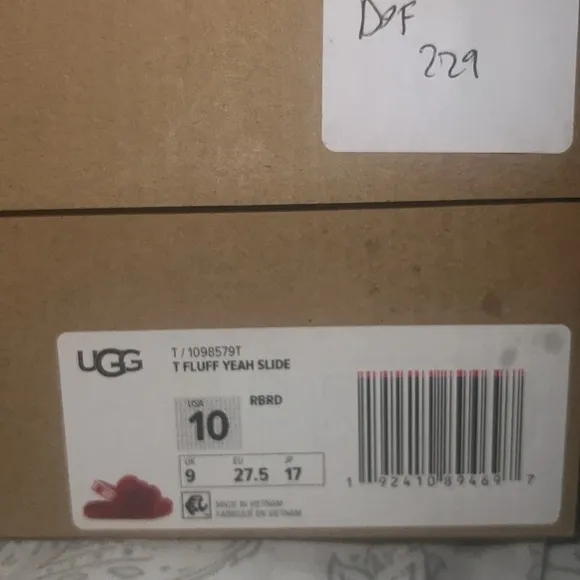 DOF
229
UGG
T / 1098579T
T FLUFF YEAH SLIDE
USA
10
RBRD
UK EU JP
9 27.5 17
MADE IN VIETNAM
FABRIQUÉ EN VIETNAM
1 92410 89469 7